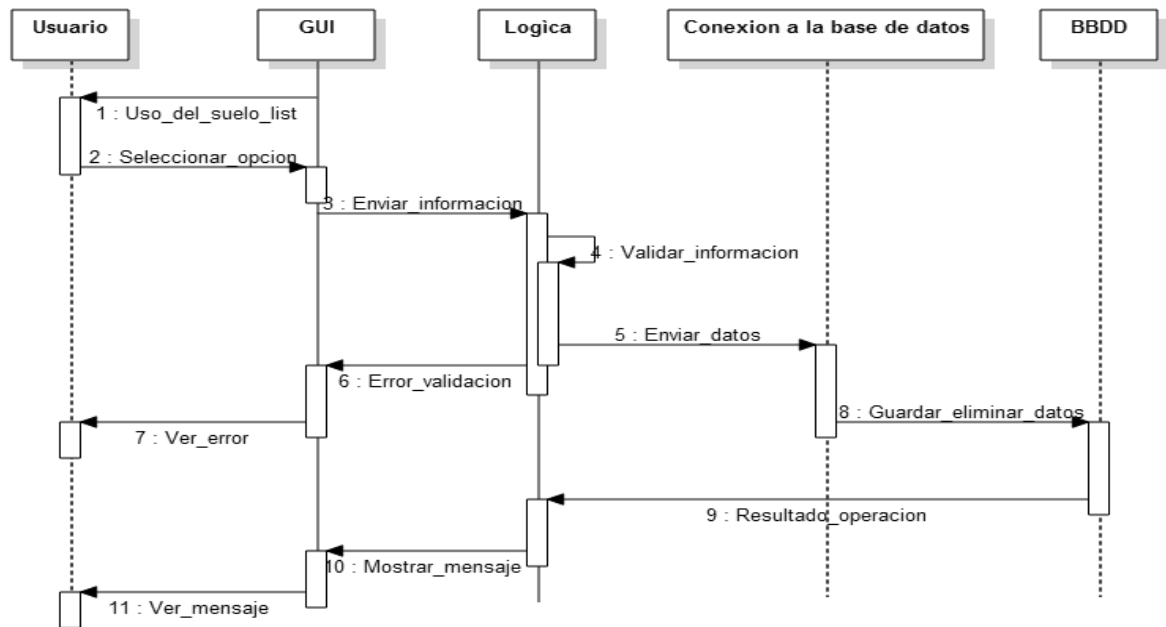 Usuario
GUI
Logica
Conexion a la base de datos
BBDD
1 : Uso_del_suelo_list
2 : Seleccionar_opcion
3 : Enviar_informacion
4 : Validar_informacion
5 : Enviar_datos
6 : Error_validacion
7 : Ver_error
8 : Guardar_eliminar_datos
9 : Resultado_operacion
10 : Mostrar_mensaje
11 : Ver_mensaje